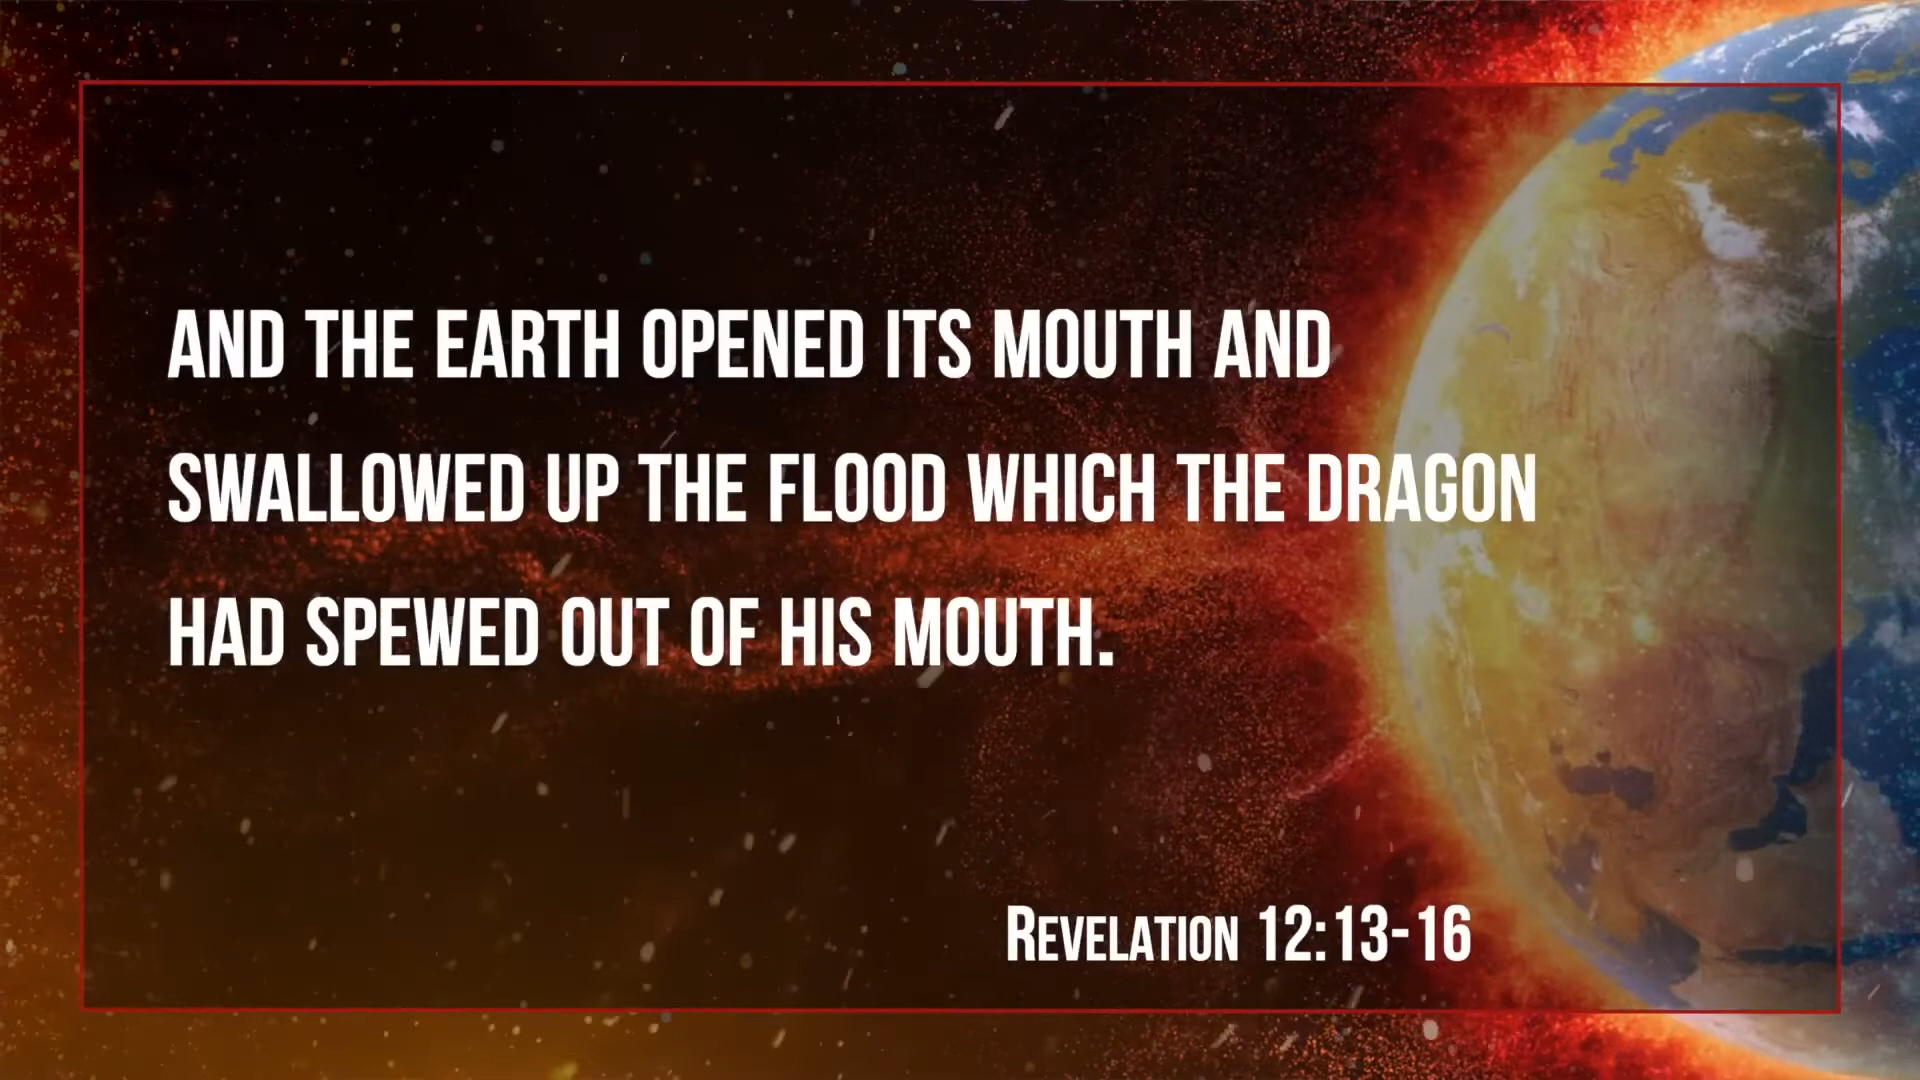 AND THE EARTH OPENED ITS MOUTH AND
SWALLOWED UP THE FLOOD WHICH THE DRAGON
HAD SPEWED OUT OF HIS MOUTH.
REVELATION 12:13-16